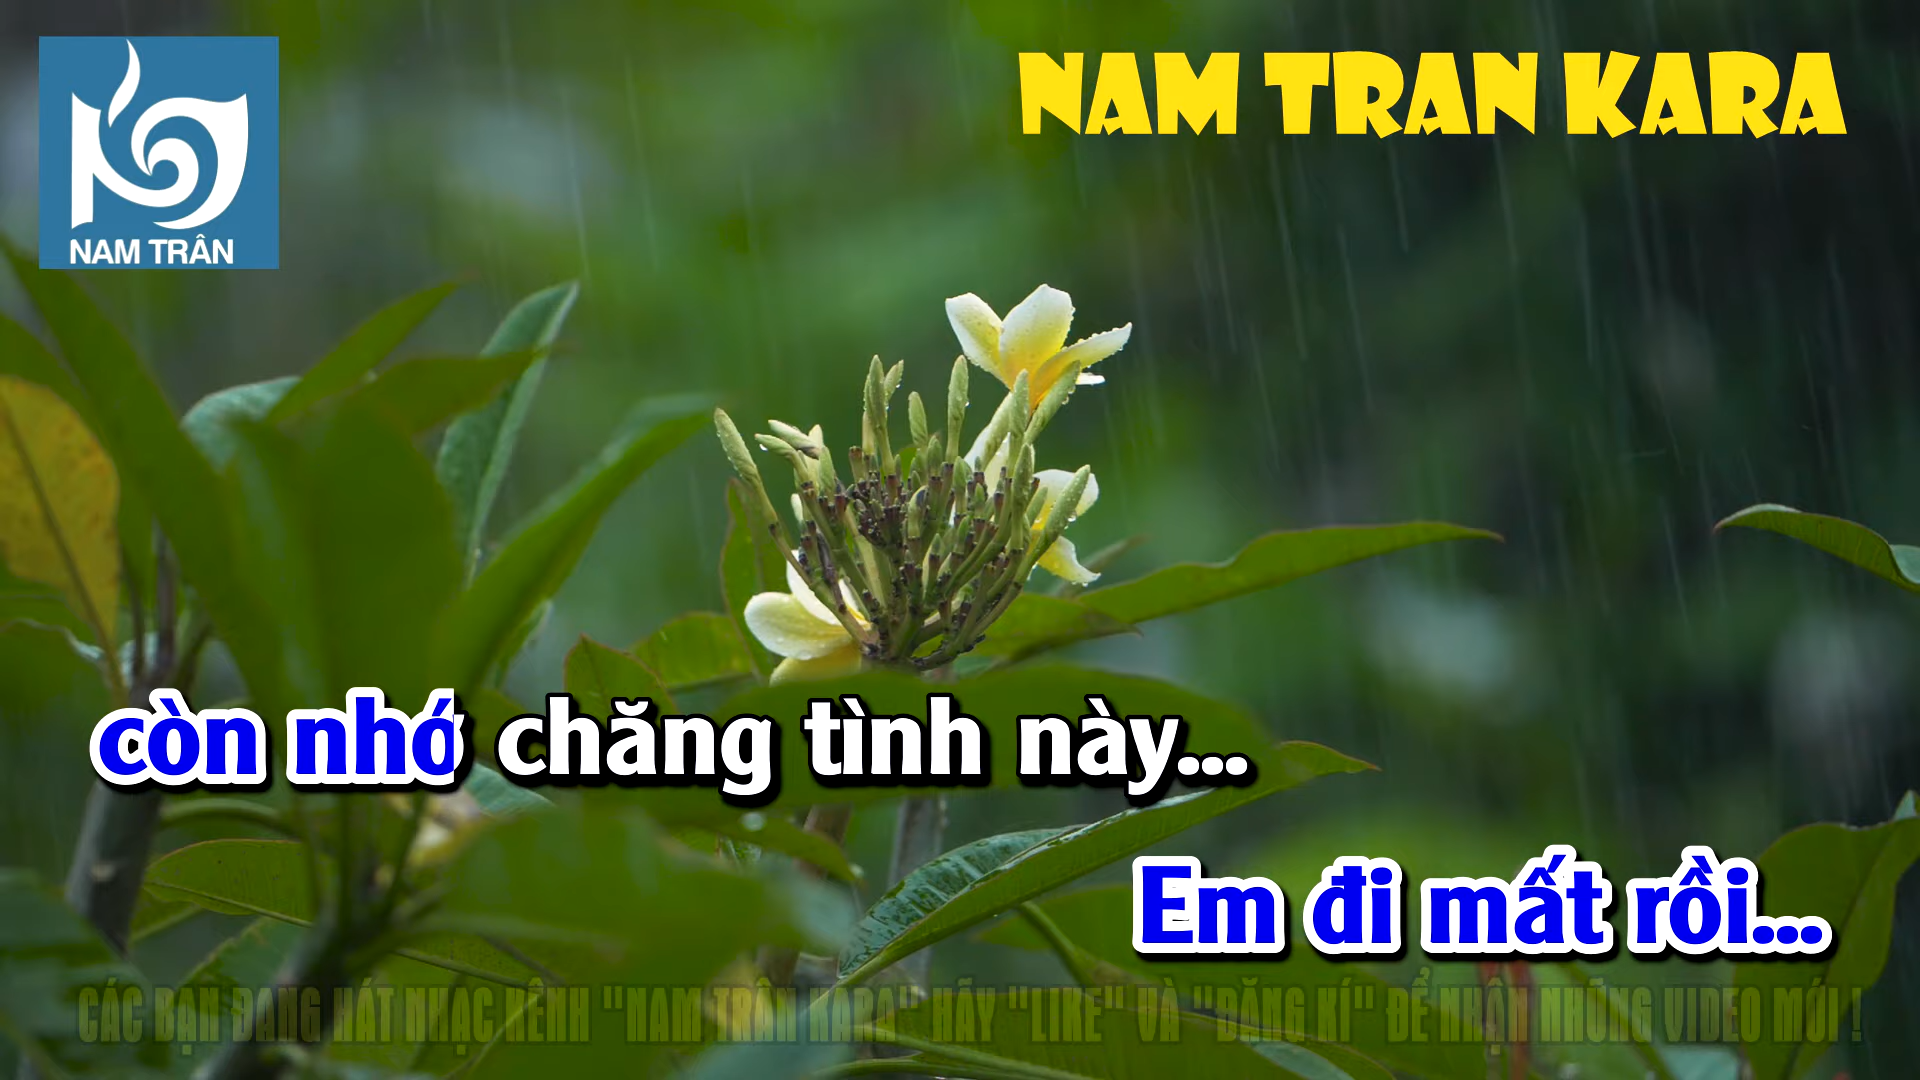 NAM TRAN KARA
NAM TRÂN
còn nhớ chăng tình này...
Em đi mất rồi...
CÁC BẠN ĐANG HÁT NHẠC KÊNH "NAM TRÂN KARA" HÃY "LIKE" VÀ "ĐĂNG KÍ" ĐỂ NHẬN NHŨNG VIDEO MỚI !